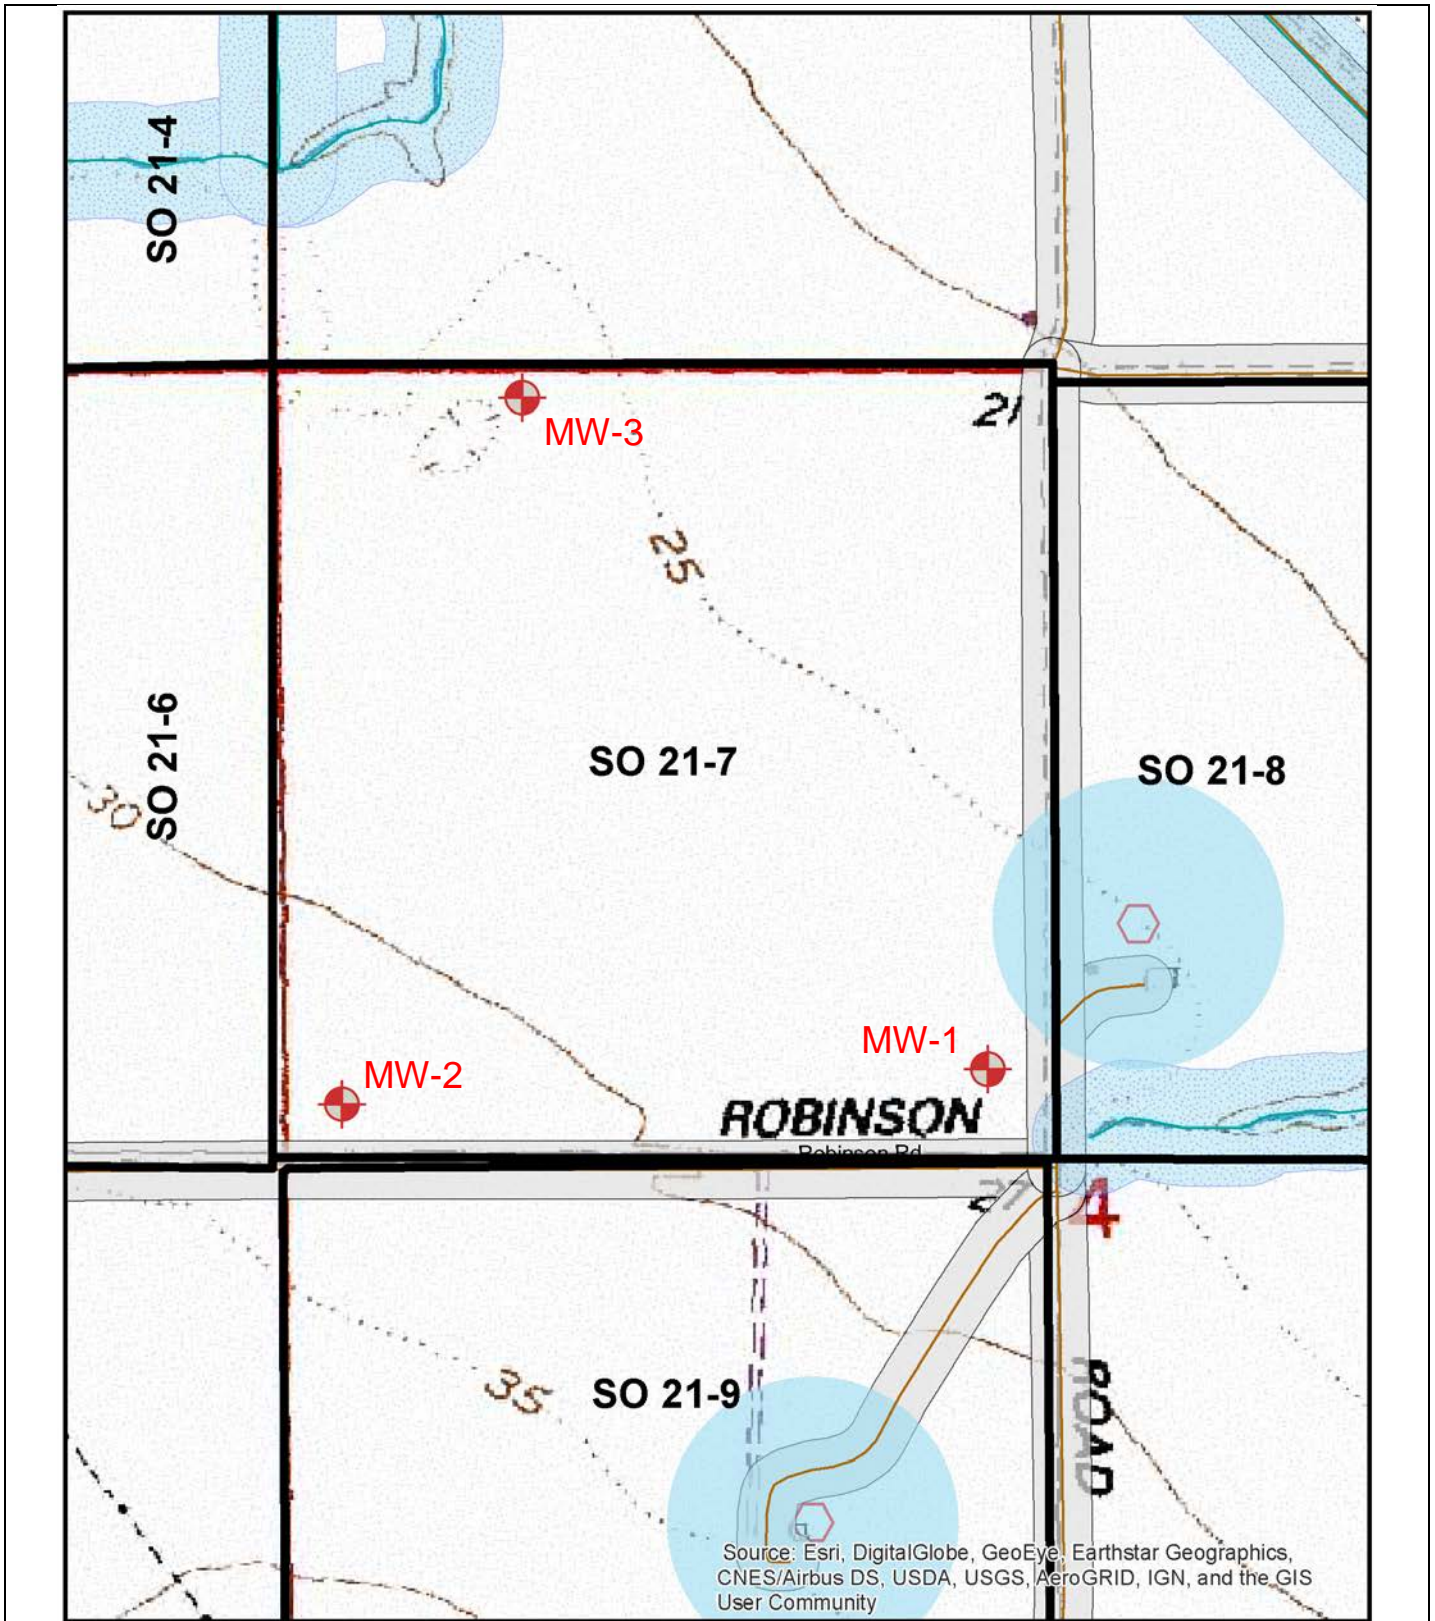 SO 21-4
MW-3
21
25
SO 21-6
SO 21-7
SO 21-8
30
MW-1
MW-2
ROBINSON
Robinson Rd
4
ROAD
35
SO 21-9
Source: Esri, DigitalGlobe, GeoEye, Earthstar Geographics,
CNES/Airbus DS, USDA, USGS, AeroGRID, IGN, and the GIS
User Community